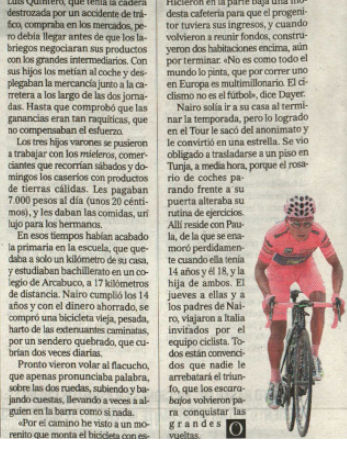 Luis Quintero, que tenía la cadera
destrozada por un accidente de trá-
fico, compraba en los mercados, pe-
ro debía llegar antes de que los la-
briegos negociaran sus productos
con los grandes intermediarios. Con
sus hijos los metían al coche y des-
plegaban la mercancía junto a la ca-
rretera a los largo de las dos jorna-
das. Hasta que comprobó que las
ganancias eran tan raquíticas, que
no compensaban el esfuerzo.
Los tres hijos varones se pusieron
a trabajar con los mieleros, comer-
ciantes que recorrían sábados y do-
mingos los caseríos con productos
de tierras cálidas. Les pagaban
7.000 pesos al día (unos 20 cénti-
mos), y les daban las comidas, un
lujo para los hermanos.
En esos tiempos habían acabado
la primaria en la escuela, que que-
daba a solo un kilómetro de su casa,
y estudiaban bachillerato en un co-
legio de Arcabuco, a 17 kilómetros
de distancia. Nairo cumplió los 14
años y con el dinero ahorrado, se
compró una bicicleta vieja, pesada,
harto de las extenuantes caminatas,
por un sendero quebrado, que cu-
brían dos veces diarias.
Pronto vieron volar al flacucho,
que apenas pronunciaba palabra,
sobre las dos ruedas, subiendo y ba-
jando cuestas, llevando a veces a al-
guien en la barra como si nada.
«Por el camino he visto a un mo-
renito que monta el bicicleta con es-
Hicieron en la parte baja una mo-
desta cafetería para que el progeni-
tor tuviera sus ingresos, y cuando
volvieron a reunir fondos, constru-
yeron dos habitaciones encima, aún
por terminar. «No es como todo el
mundo lo pinta, que por correr uno
en Europa es multimillonario. El ci-
clismo no es el fútbol», dice Dayer.
Nairo solía ir a su casa al termi-
nar la temporada, pero lo logrado
en el Tour le sacó del anonimato y
le convirtió en una estrella. Se vio
obligado a trasladarse a un piso en
Tunja, a media hora, porque el rosa-
rio de coches pa-
rando frente a su
puerta alteraba su
rutina de ejercicios.
Allí reside con Pau-
la, de la que se ena-
moró perdidamen-
te cuando ella tenía
14 años y él 18, y la
hija de ambos. El
jueves a ellas y a
los padres de Nai-
ro, viajaron a Italia
invitados por el
equipo ciclista. To-
dos están convenci-
dos que nadie le
arrebatará el triun-
fo, que los escara-
bajos volvieron pa-
ra conquistar las
grandes
vueltas.
O